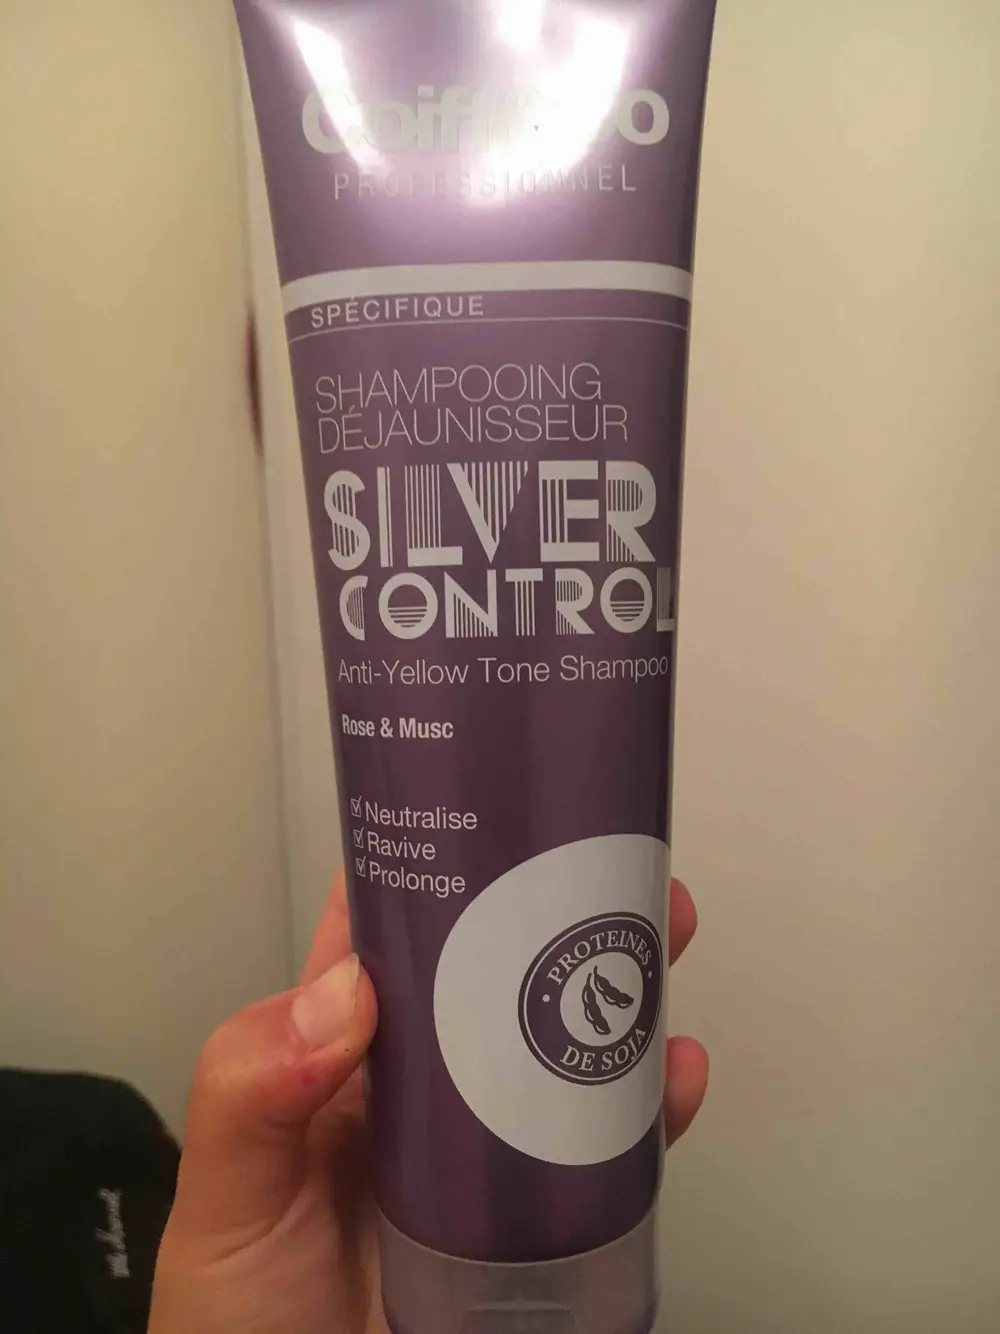 PROFESSIONNEL
SPÉCIFIQUE
SHAMPOOING
DÉJAUNISSEUR
SILVER
CONTROL
Anti-Yellow Tone Shampoo
Rose & Musc
Neutralise
Ravive
Prolonge
PROTEINES
DE SOJA